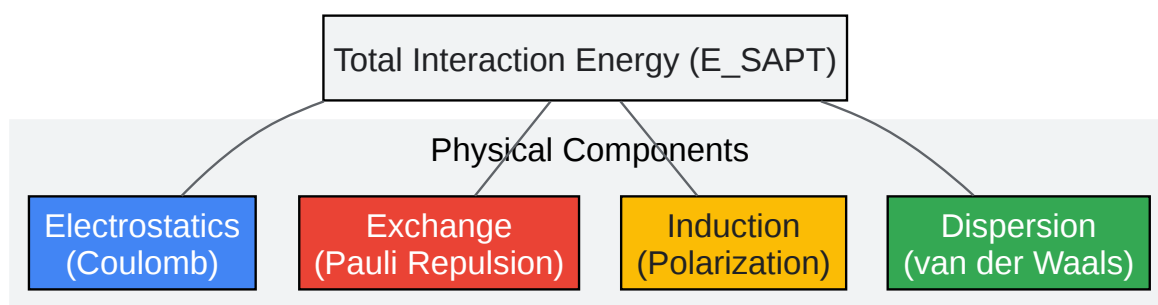 Total Interaction Energy (E_SAPT)
Physical Components
Electrostatics
(Coulomb)
Exchange
(Pauli Repulsion)
Induction
(Polarization)
Dispersion
(van der Waals)